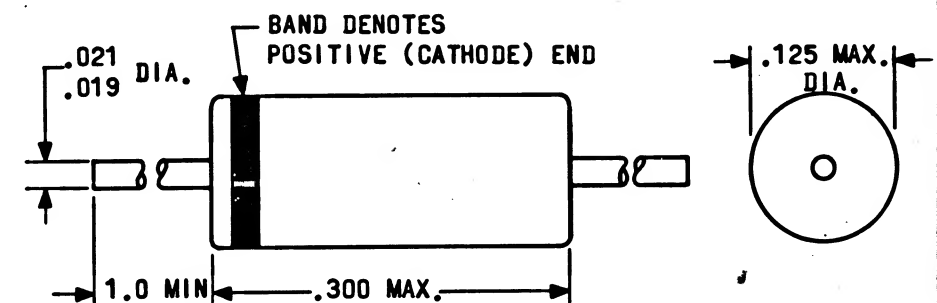 BAND DENOTES
POSITIVE (CATHODE) END
.021
.019 DIA.
.125 MAX.
DIA.
1.0 MIN
.300 MAX.